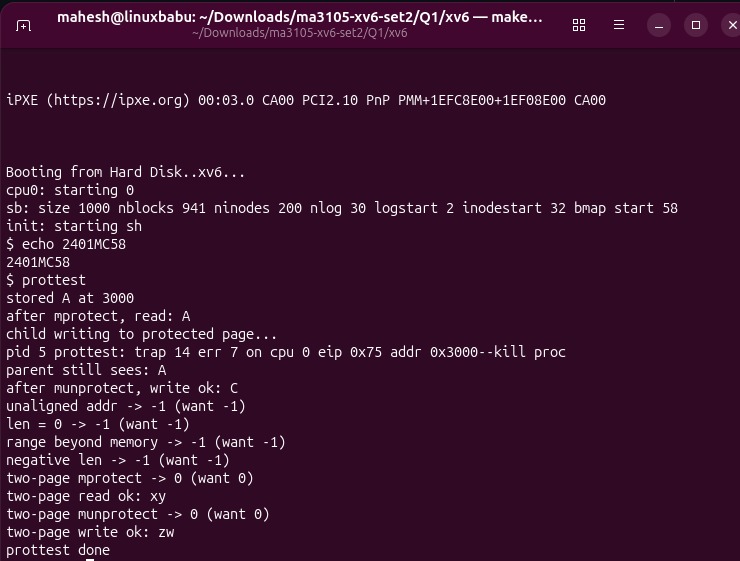 mahesh@linuxbabu: ~/Downloads/ma3105-xv6-set2/Q1/xv6 — make...
~/Downloads/ma3105-xv6-set2/Q1/xv6
iPXE (https://ipxe.org) 00:03.0 CA00 PCI2.10 PnP PMM+1EFC8E00+1EF08E00 CA00
Booting from Hard Disk..xv6...
cpu0: starting 0
sb: size 1000 nblocks 941 ninodes 200 nlog 30 logstart 2 inodestart 32 bmap start 58
init: starting sh
$ echo 2401MC58
2401MC58
$ prottest
stored A at 3000
after mprotect, read: A
child writing to protected page...
pid 5 prottest: trap 14 err 7 on cpu 0 eip 0x75 addr 0x3000--kill proc
parent still sees: A
after munprotect, write ok: C
unaligned addr -> -1 (want -1)
len = 0 -> -1 (want -1)
range beyond memory -> -1 (want -1)
negative len -> -1 (want -1)
two-page mprotect -> 0 (want 0)
two-page read ok: xy
two-page munprotect -> 0 (want 0)
two-page write ok: zw
prottest done